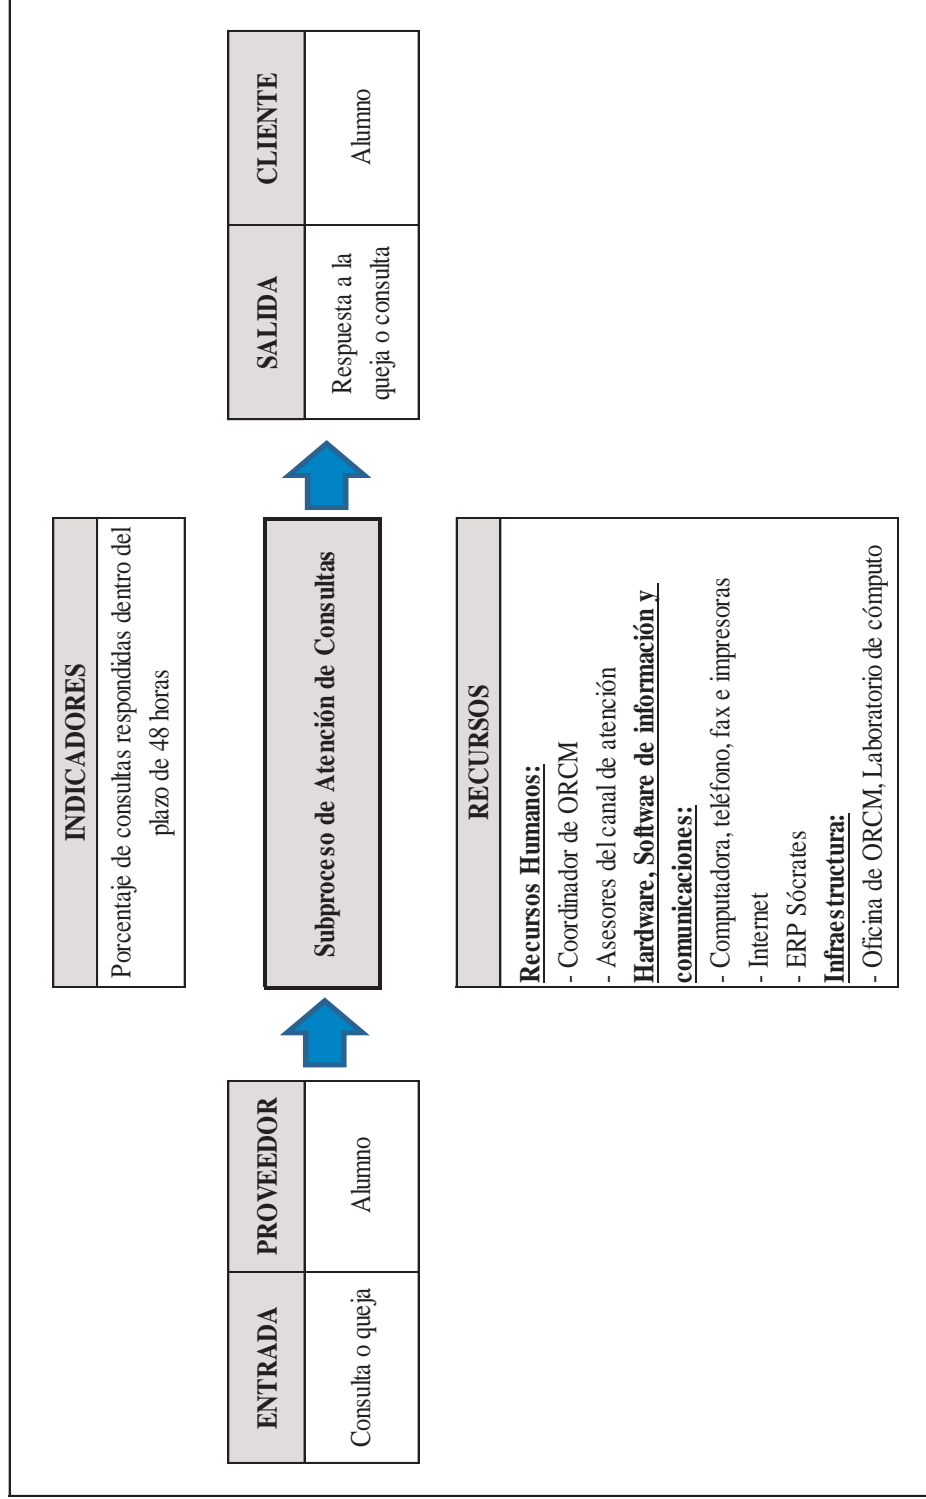 INDICADORES
Porcentaje de consultas respondidas dentro del
plazo de 48 horas
ENTRADA
PROVEEDOR
Consulta o queja
Alumno
Subproceso de Atención de Consultas
SALIDA
CLIENTE
Respuesta a la
queja o consulta
Alumno
RECURSOS
Recursos Humanos:
- Coordinador de ORCM
- Asesores del canal de atención
Hardware, Software de información y
comunicaciones:
- Computadora, teléfono, fax e impresoras
- Internet
- ERP Sócrates
Infraestructura:
- Oficina de ORCM, Laboratorio de cómputo